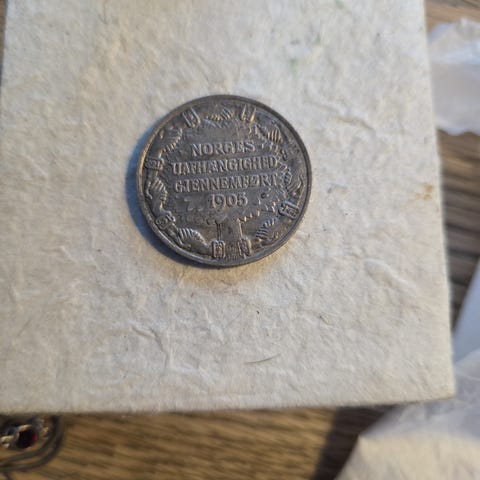 NORGES
UAFHÆNGIGHED
GJENNEMFØRT
1905